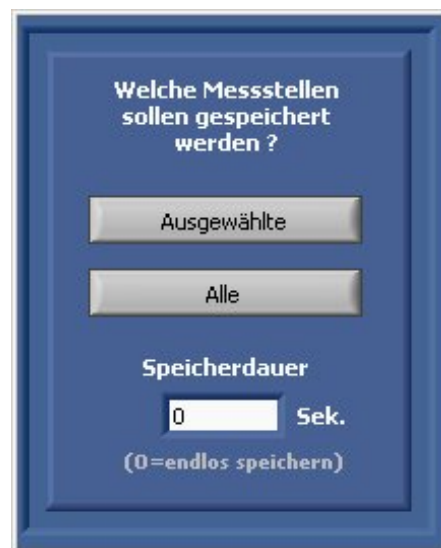 Welche Messstellen
sollen gespeichert
werden ?
Ausgewählte
Alle
Speicherdauer
0 Sek.
(0=endlos speichern)